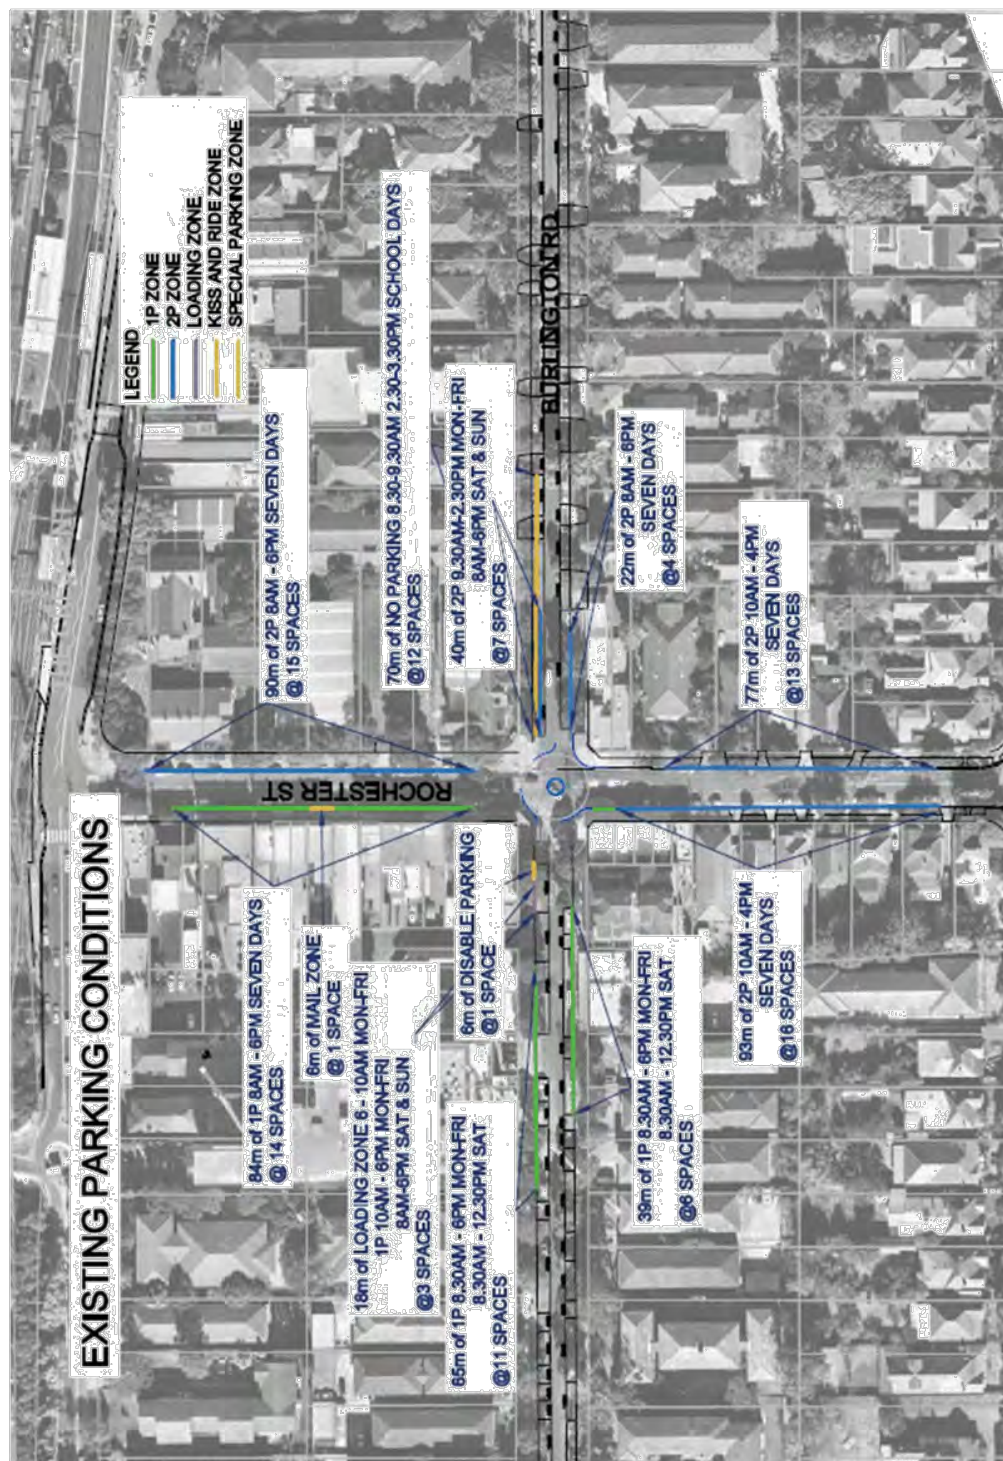 EXISTING PARKING CONDITIONS
LEGEND
1P ZONE
2P ZONE
LOADING ZONE
KISS AND RIDE ZONE
SPECIAL PARKING ZONE
84m of 1P 8AM - 6PM SEVEN DAYS
@ 14 SPACES
90m of 2P 8AM - 6PM SEVEN DAYS
@ 15 SPACES
6m of MAIL ZONE
@ 1 SPACE
ROCHESTER ST
18m of LOADING ZONE 6 - 10AM MON-FRI
1P 10AM - 6PM MON-FRI
8AM-6PM SAT & SUN
@3 SPACES
70m of NO PARKING 8.30-9.30AM 2.30-3.30PM SCHOOL DAYS
@12 SPACES
65m of 1P 8.30AM - 6PM MON-FRI
8.30AM - 12.30PM SAT
@11 SPACES
6m of DISABLE PARKING
@1 SPACE
40m of 2P 9.30AM-2.30PM MON-FRI
8AM-6PM SAT & SUN
@7 SPACES
BURLINGTON RD
39m of 1P 8.30AM - 6PM MON-FRI
8.30AM - 12.30PM SAT
@6 SPACES
22m of 2P 8AM - 6PM
SEVEN DAYS
@4 SPACES
93m of 2P 10AM - 4PM
SEVEN DAYS
@16 SPACES
77m of 2P 10AM - 4PM
SEVEN DAYS
@13 SPACES